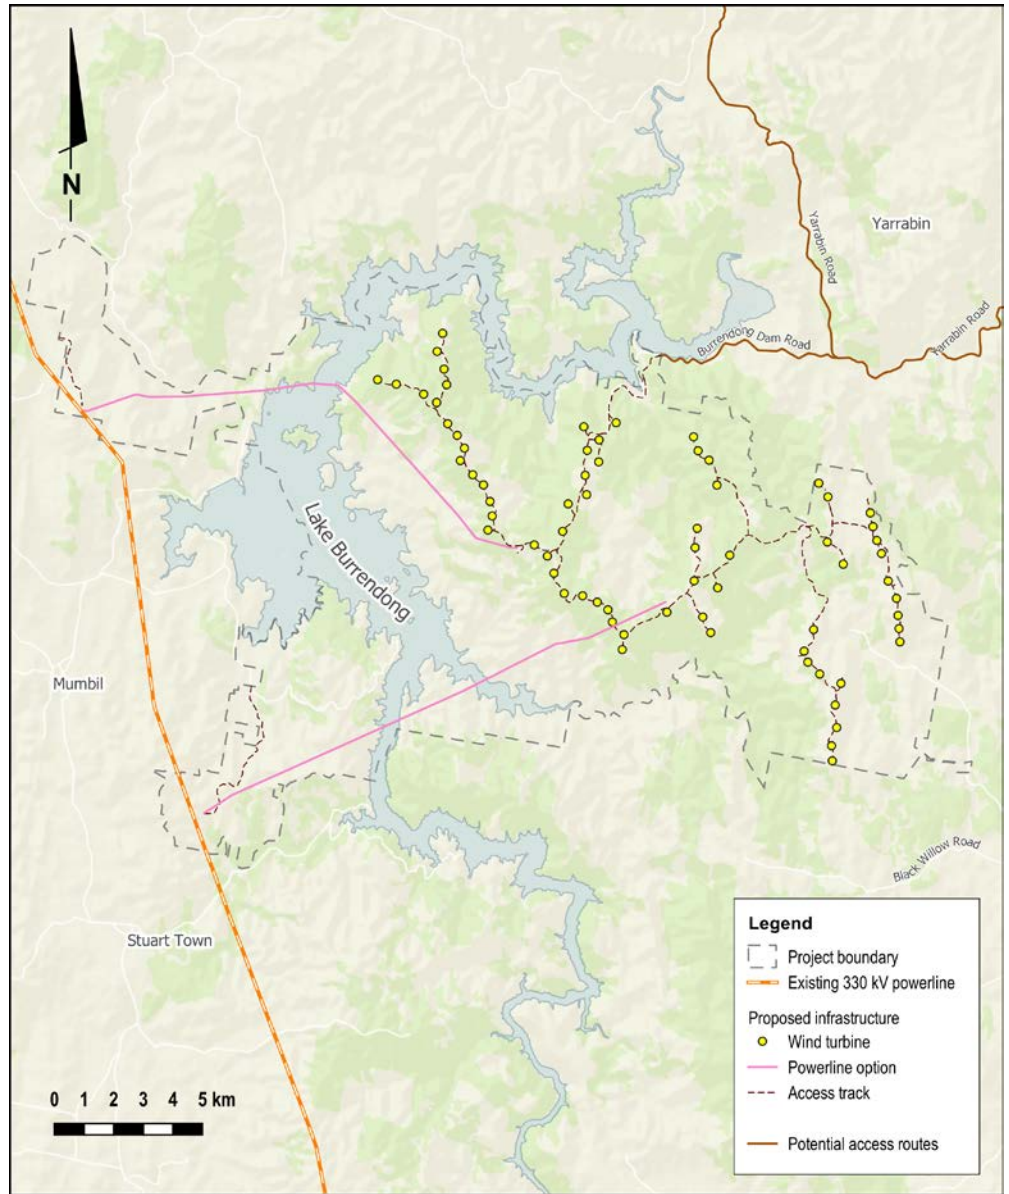 N
Yarrabin
Yarrabin Road
Yarrabin Road
Burrendong Dam Road
Lake Burrendong
Mumbil
Black Willow Road
Stuart Town
0 1 2 3 4 5 km
Legend
Project boundary
Existing 330 kV powerline
Proposed infrastructure
Wind turbine
Powerline option
Access track
Potential access routes